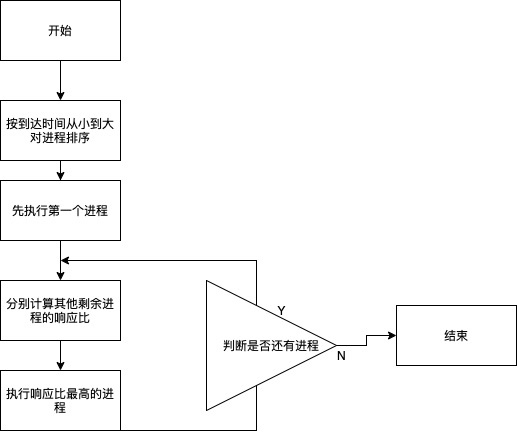 开始
按到达时间从小到大
对进程排序
先执行第一个进程
分别计算其他剩余进
程的响应比
执行响应比最高的进
程
Y
判断是否还有进程
N
结束